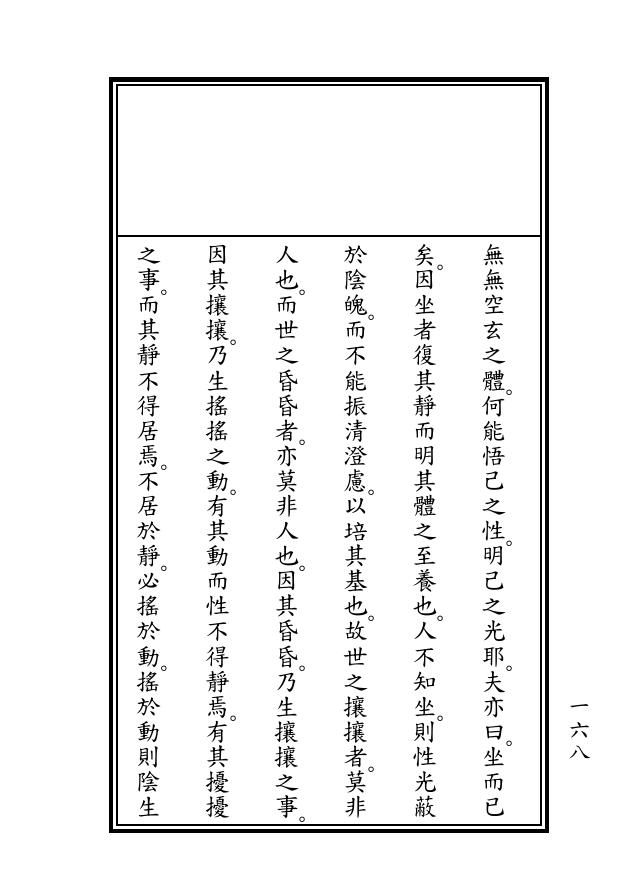 無無空玄之體。何能悟己之性。明己之光耶。夫亦曰。坐而已
矣。因坐者復其靜而明其體之至養也。人不知坐。則性光蔽
於陰魄。而不能振清澄慮。以培其基也。故世之攘攘者。莫非
人也。而世之昏昏者。亦莫非人也。因其昏昏。乃生攘攘之事。
因其攘攘。乃生搖搖之動。有其動而性不得靜焉。有其擾擾
之事。而其靜不得居焉。不居於靜。必搖於動。搖於動則陰生
一六八